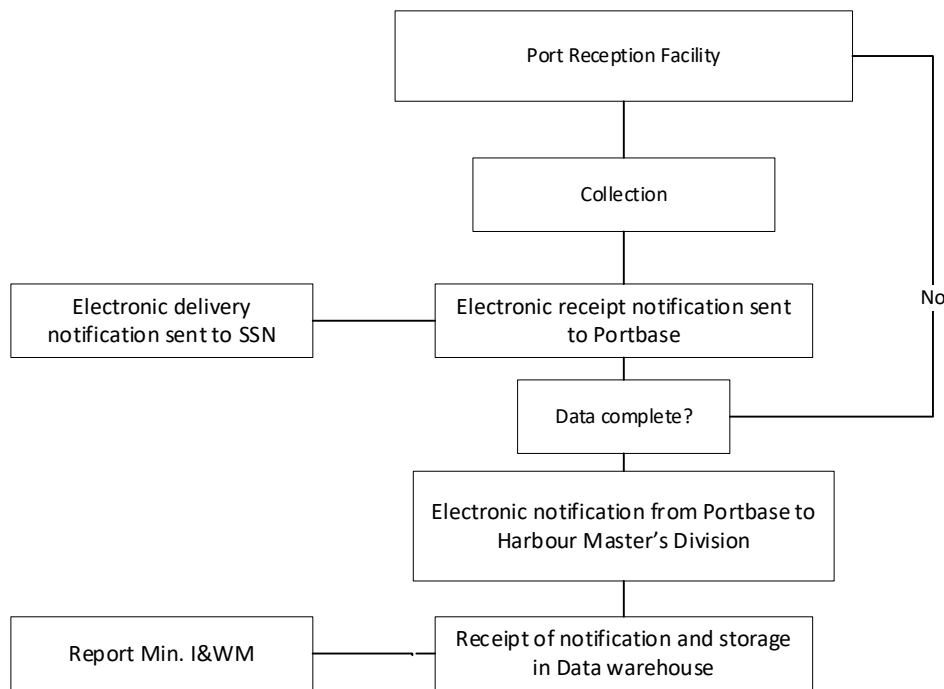 Port Reception Facility
Collection
Electronic delivery
notification sent to SSN
Electronic receipt notification sent
to Portbase
No
Data complete?
Electronic notification from Portbase to
Harbour Master’s Division
Report Min. I&WM
Receipt of notification and storage
in Data warehouse